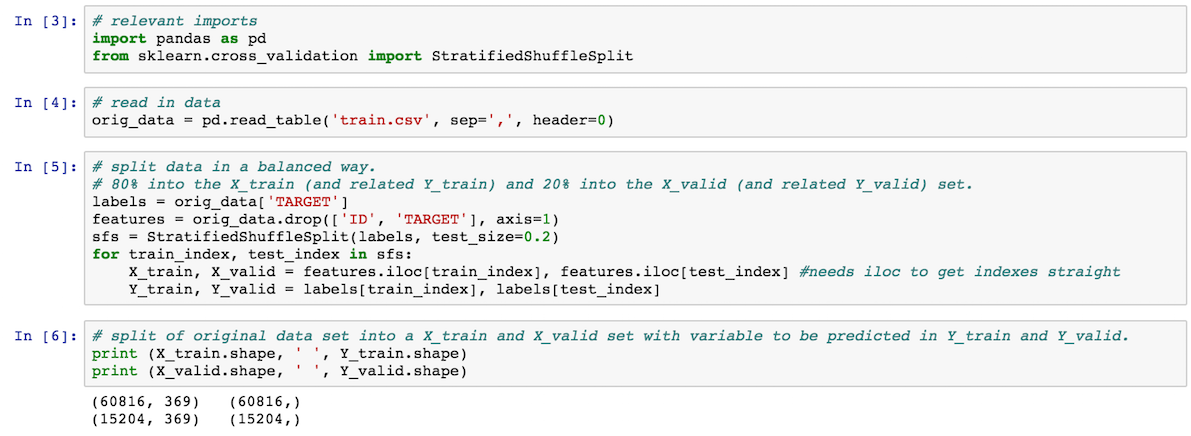 In [3]: # relevant imports
import pandas as pd
from sklearn.cross_validation import StratifiedShuffleSplit
In [4]: # read in data
orig_data = pd.read_table('train.csv', sep=',', header=0)
In [5]: # split data in a balanced way.
# 80% into the X_train (and related Y_train) and 20% into the X_valid (and related Y_valid) set.
labels = orig_data['TARGET']
features = orig_data.drop(['ID', 'TARGET'], axis=1)
sfs = StratifiedShuffleSplit(labels, test_size=0.2)
for train_index, test_index in sfs:
    X_train, X_valid = features.iloc[train_index], features.iloc[test_index] #needs iloc to get indexes straight
    Y_train, Y_valid = labels[train_index], labels[test_index]
In [6]: # split of original data set into a X_train and X_valid set with variable to be predicted in Y_train and Y_valid.
print (X_train.shape, ' ', Y_train.shape)
print (X_valid.shape, ' ', Y_valid.shape)
(60816, 369)   (60816,)
(15204, 369)   (15204,)